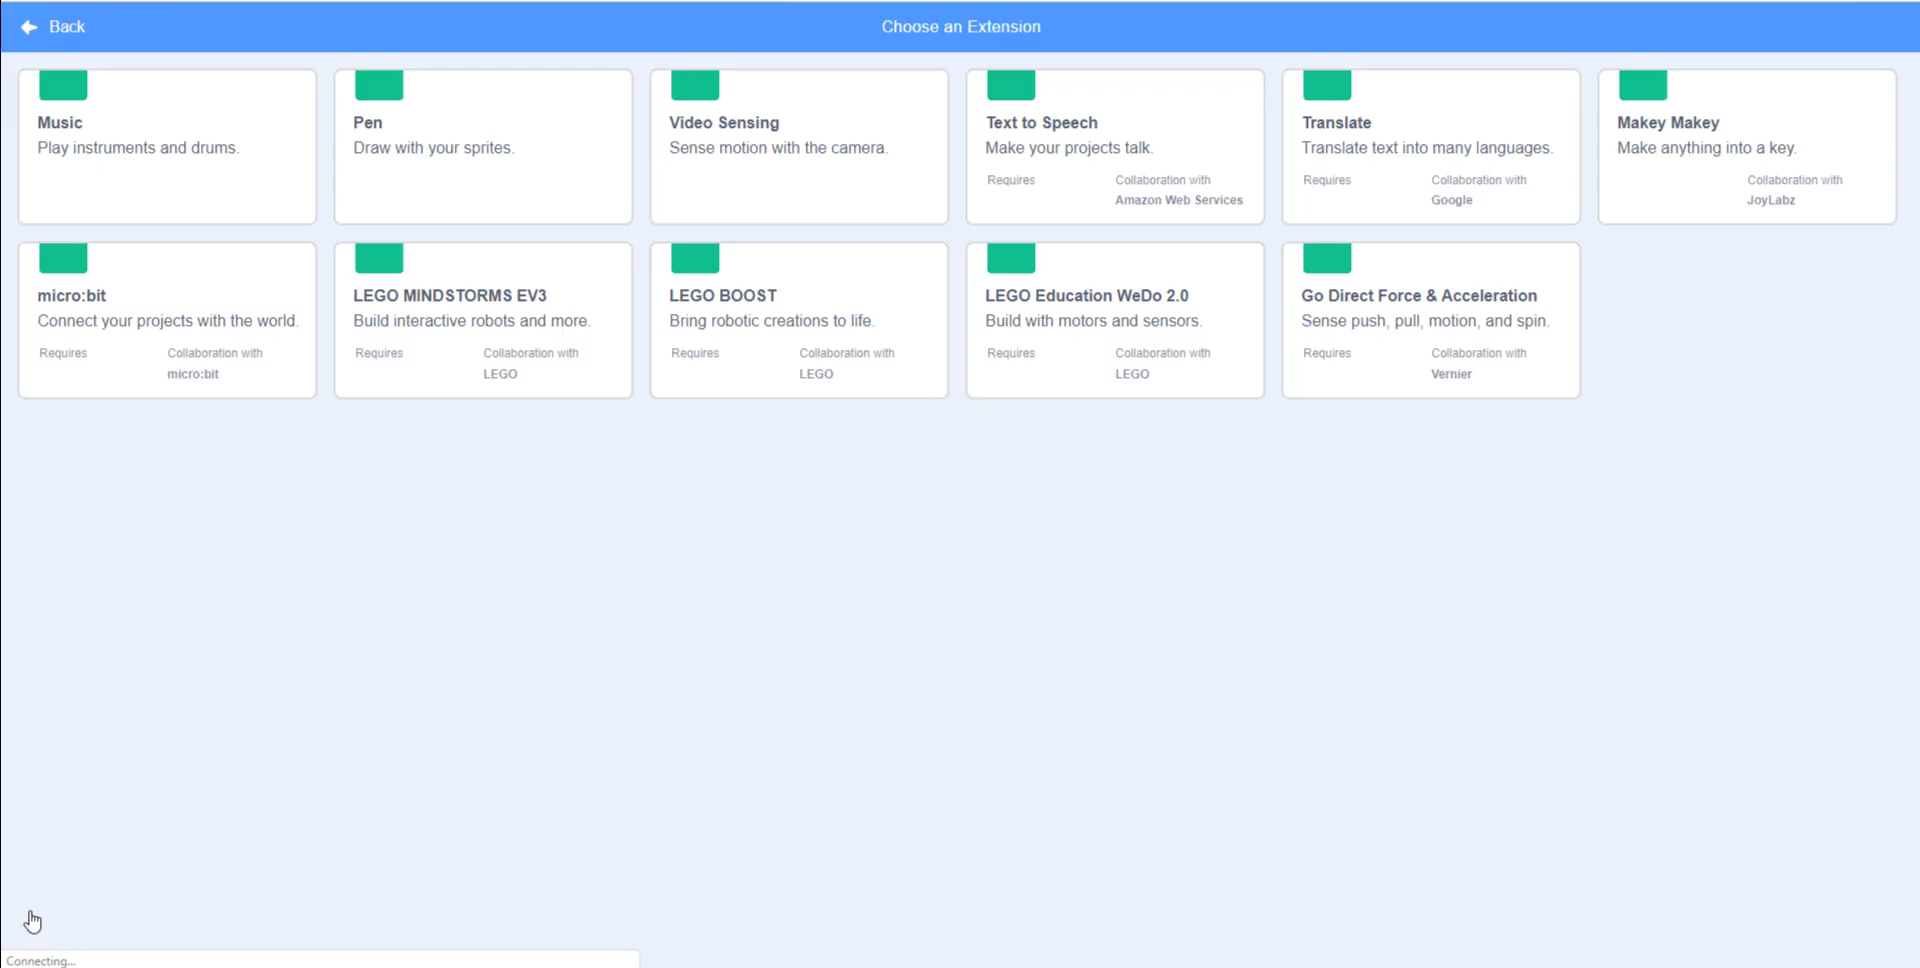 Back
Choose an Extension
Music
Play instruments and drums.
Pen
Draw with your sprites.
Video Sensing
Sense motion with the camera.
Text to Speech
Make your projects talk.
Requires
Collaboration with
Amazon Web Services
Translate
Translate text into many languages.
Requires
Collaboration with
Google
Makey Makey
Make anything into a key.
Collaboration with
JoyLabz
micro:bit
Connect your projects with the world.
Requires
Collaboration with
micro:bit
LEGO MINDSTORMS EV3
Build interactive robots and more.
Requires
Collaboration with
LEGO
LEGO BOOST
Bring robotic creations to life.
Requires
Collaboration with
LEGO
LEGO Education WeDo 2.0
Build with motors and sensors.
Requires
Collaboration with
LEGO
Go Direct Force & Acceleration
Sense push, pull, motion, and spin.
Requires
Collaboration with
Vernier
Connecting...